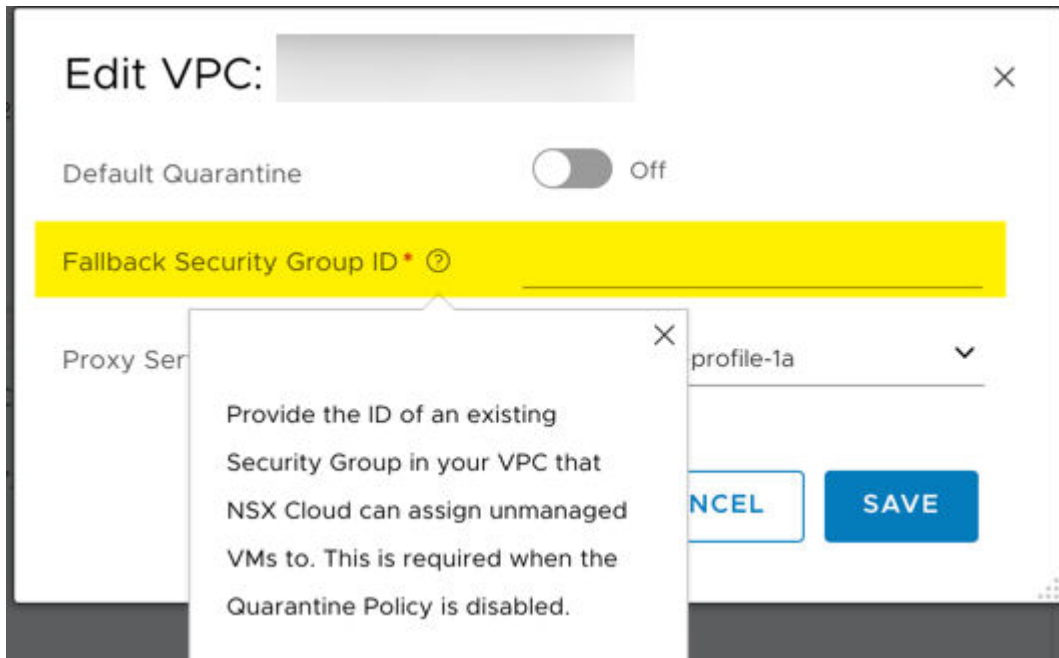 Edit VPC:
Default Quarantine
Off
Fallback Security Group ID*
Proxy
profile-1a
Provide the ID of an existing
Security Group in your VPC that
NSX Cloud can assign unmanaged
VMs to. This is required when the
Quarantine Policy is disabled.
SAVE